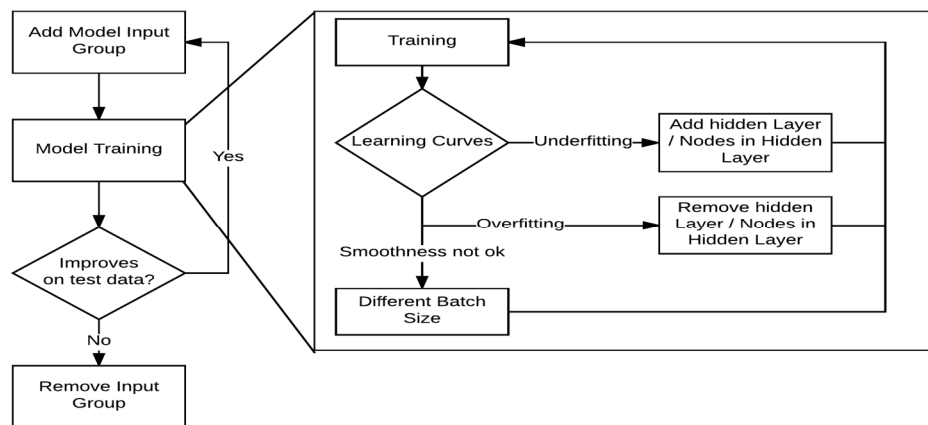 Add Model Input
Group
Model Training
Yes
Improves
on test data?
No
Remove Input
Group
Training
Learning Curves
Underfitting
Add hidden Layer
/ Nodes in Hidden
Layer
Overfitting
Remove hidden
Layer / Nodes in
Hidden Layer
Smoothness not ok
Different Batch
Size